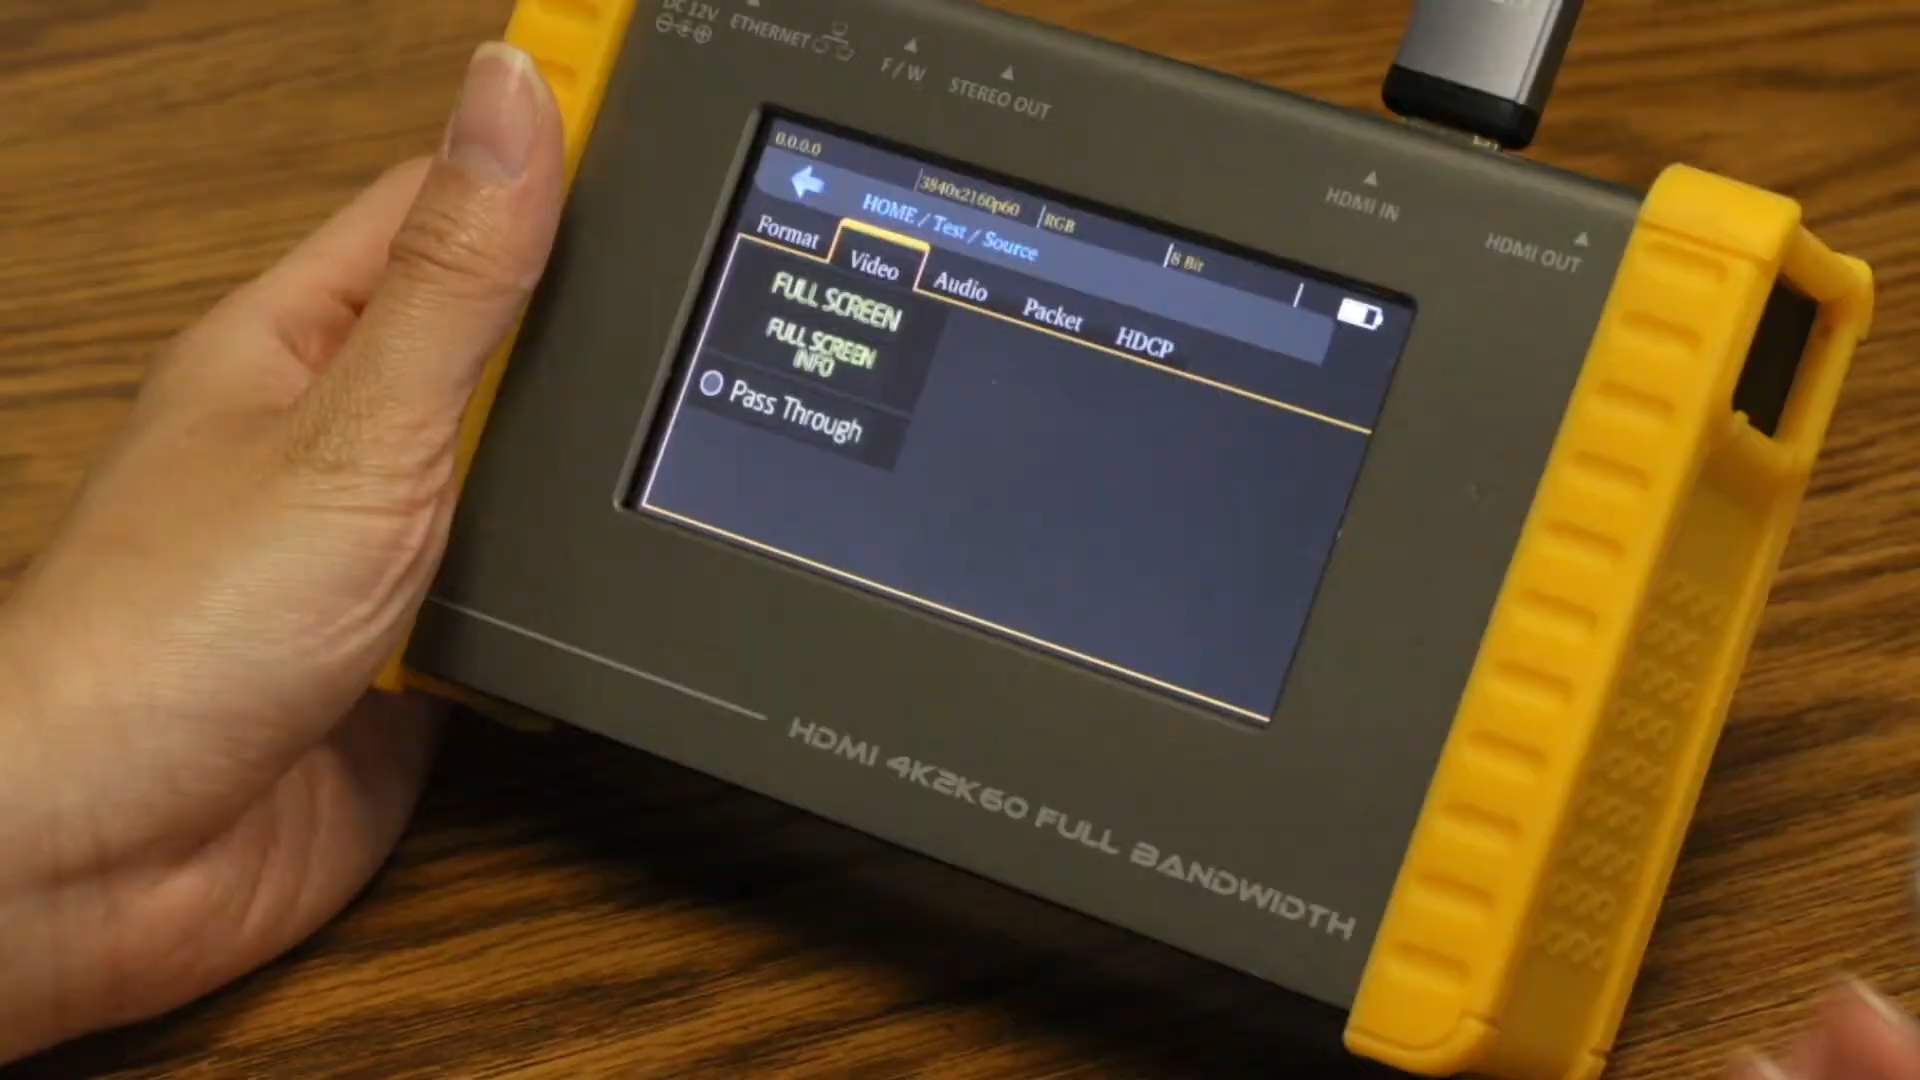 DC 12V
ETHERNET
F/W
STEREO OUT
HDMI IN
HDMI OUT
0.0.0.0
3840x2160p60
RGB
8 Bit
HOME / Test / Source
Format
Video
Audio
Packet
HDCP
FULL SCREEN
FULL SCREEN
INFO
Pass Through
HDMI 4K2K60 FULL BANDWIDTH